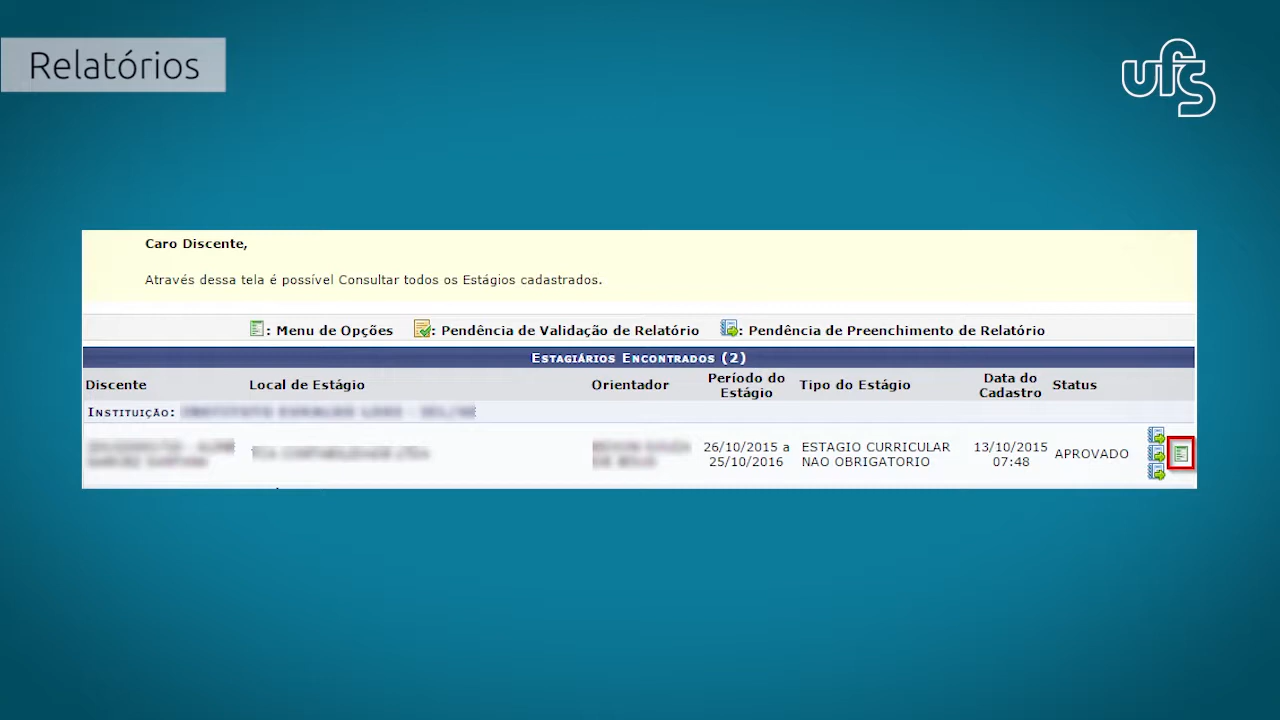 Relatórios
ufs
Caro Discente,
Através dessa tela é possível Consultar todos os Estágios cadastrados.
: Menu de Opções : Pendência de Validação de Relatório : Pendência de Preenchimento de Relatório
Estagiários Encontrados (2)
Discente Local de Estágio Orientador Período do Estágio Tipo do Estágio Data do Cadastro Status
Instituição:
26/10/2015 a ESTAGIO CURRICULAR 13/10/2015
25/10/2016 NAO OBRIGATORIO 07:48 APROVADO